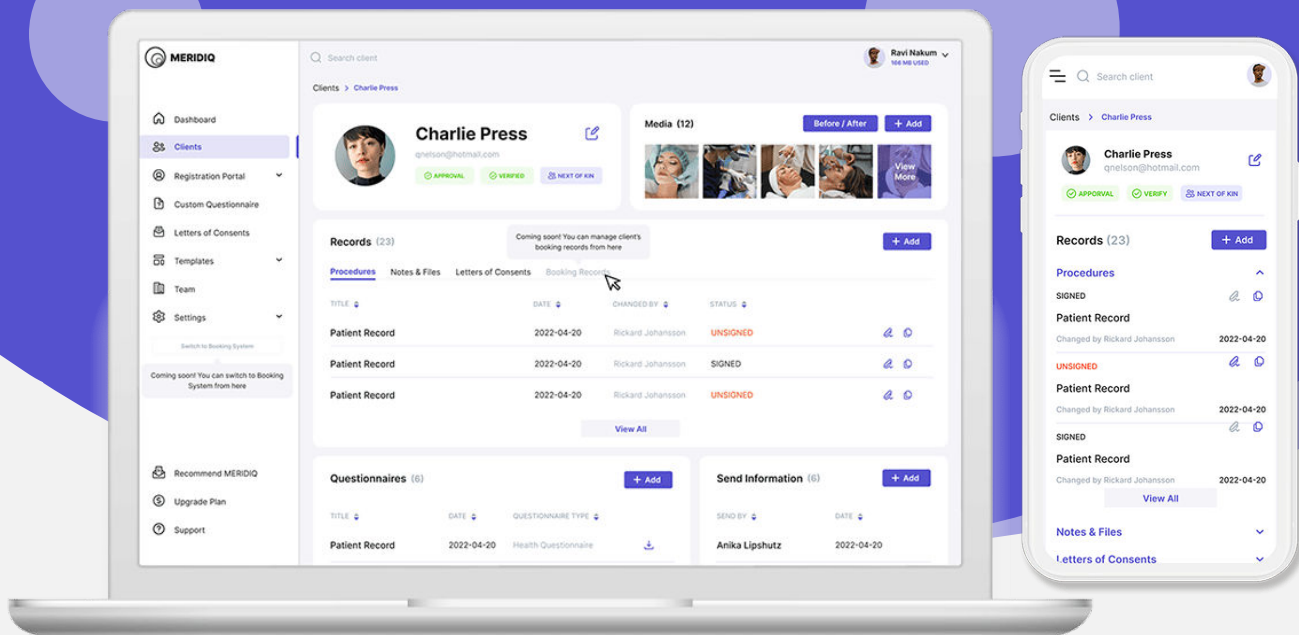 MERIDIQ
Search client
Ravi Nakum
166 MB USED
Clients > Charlie Press
Dashboard
Clients
Registration Portal
Custom Questionnaire
Letters of Consents
Templates
Team
Settings
Switch to Booking System
Coming soon! You can switch to Booking
System from here
Recommend MERIDIQ
Upgrade Plan
Support
Charlie Press
qnelson@hotmail.com
APPROVAL
VERIFIED
NEXT OF KIN
Media (12)
Before / After
+ Add
View
More
Records (23)
Coming soon! You can manage client's
booking records from here
+ Add
Procedures Notes & Files Letters of Consents Booking Records
TITLE DATE CHANGED BY STATUS
Patient Record 2022-04-20 Rickard Johansson UNSIGNED
Patient Record 2022-04-20 Rickard Johansson SIGNED
Patient Record 2022-04-20 Rickard Johansson UNSIGNED
View All
Questionnaires (6)
+ Add
TITLE DATE QUESTIONNAIRE TYPE
Patient Record 2022-04-20 Health Questionnaire
Send Information (6)
+ Add
SEND BY DATE
Anika Lipshutz 2022-04-20
Search client
Clients > Charlie Press
Charlie Press
qnelson@hotmail.com
APPORVAL
VERIFY
NEXT OF KIN
Records (23)
+ Add
Procedures
SIGNED
Patient Record
Changed by Rickard Johansson 2022-04-20
UNSIGNED
Patient Record
Changed by Rickard Johansson 2022-04-20
SIGNED
Patient Record
Changed by Rickard Johansson 2022-04-20
View All
Notes & Files
Letters of Consents